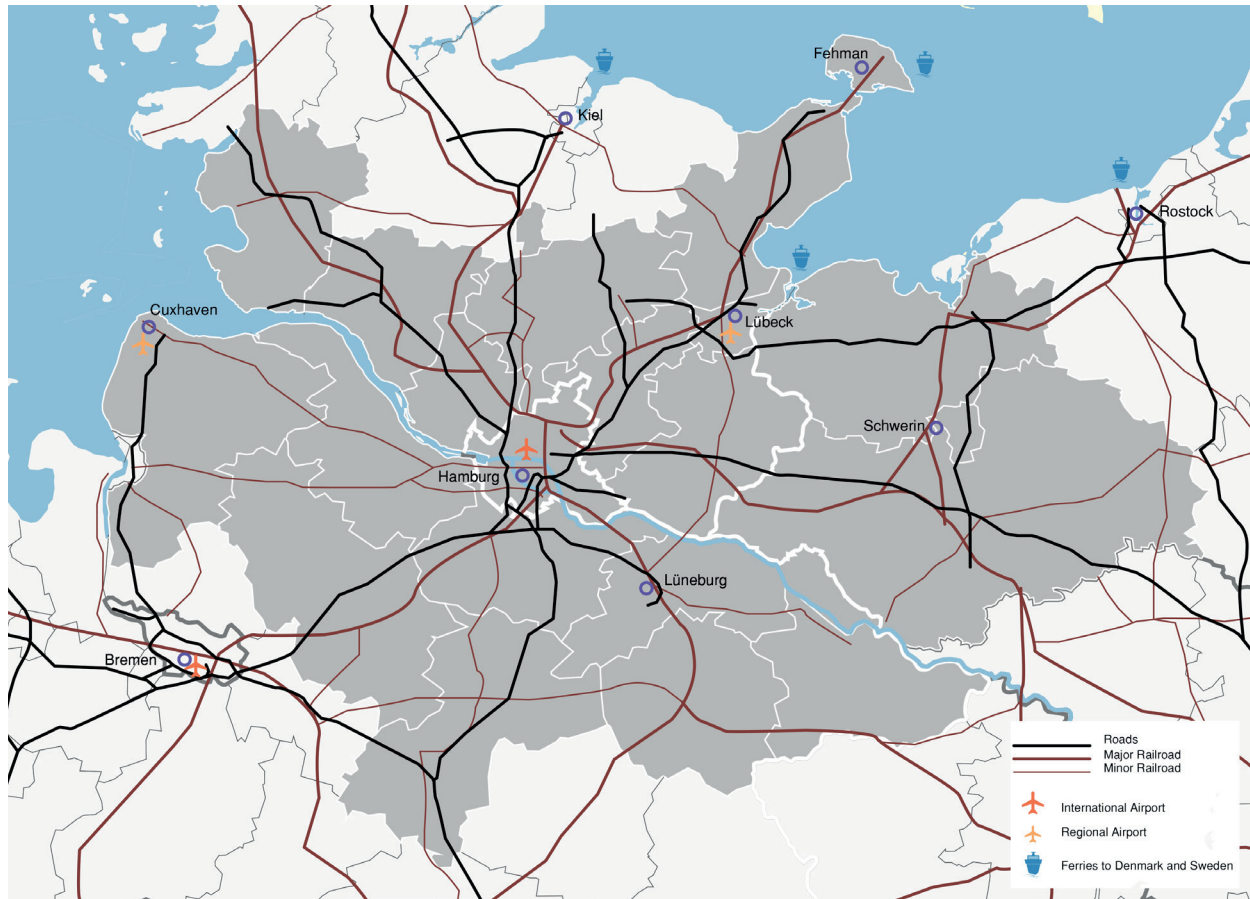 Fehman
Kiel
Rostock
Cuxhaven
Lübeck
Schwerin
Hamburg
Lüneburg
Bremen
Roads
Major Railroad
Minor Railroad
International Airport
Regional Airport
Ferries to Denmark and Sweden